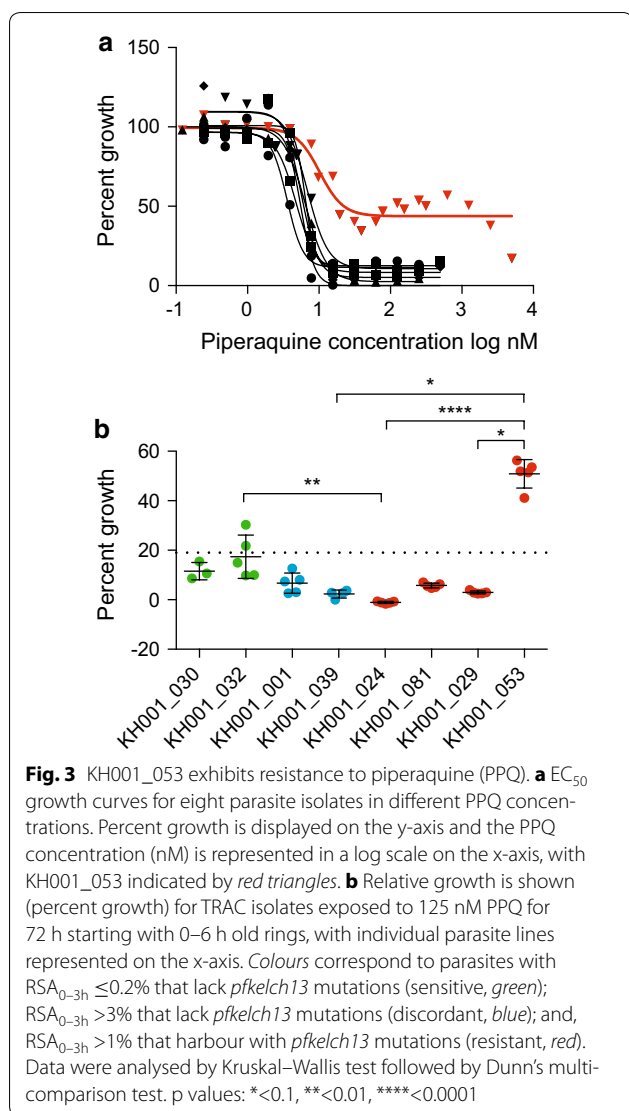 a
150
100
50
0
Percent growth
-1
0
1
2
3
4
Piperaquine concentration log nM
b
*
****
*
**
60
40
20
0
-20
Percent growth
KH001_030
KH001_032
KH001_001
KH001_039
KH001_024
KH001_081
KH001_029
KH001_053
Fig. 3 KH001_053 exhibits resistance to piperaquine (PPQ). a EC50
growth curves for eight parasite isolates in different PPQ concen-
trations. Percent growth is displayed on the y-axis and the PPQ
concentration (nM) is represented in a log scale on the x-axis, with
KH001_053 indicated by red triangles. b Relative growth is shown
(percent growth) for TRAC isolates exposed to 125 nM PPQ for
72 h starting with 0–6 h old rings, with individual parasite lines
represented on the x-axis. Colours correspond to parasites with
RSA0–3h ≤0.2% that lack pfkelch13 mutations (sensitive, green);
RSA0–3h >3% that lack pfkelch13 mutations (discordant, blue); and,
RSA0–3h >1% that harbour with pfkelch13 mutations (resistant, red).
Data were analysed by Kruskal–Wallis test followed by Dunn's multi-
comparison test. p values: *<0.1, **<0.01, ****<0.0001